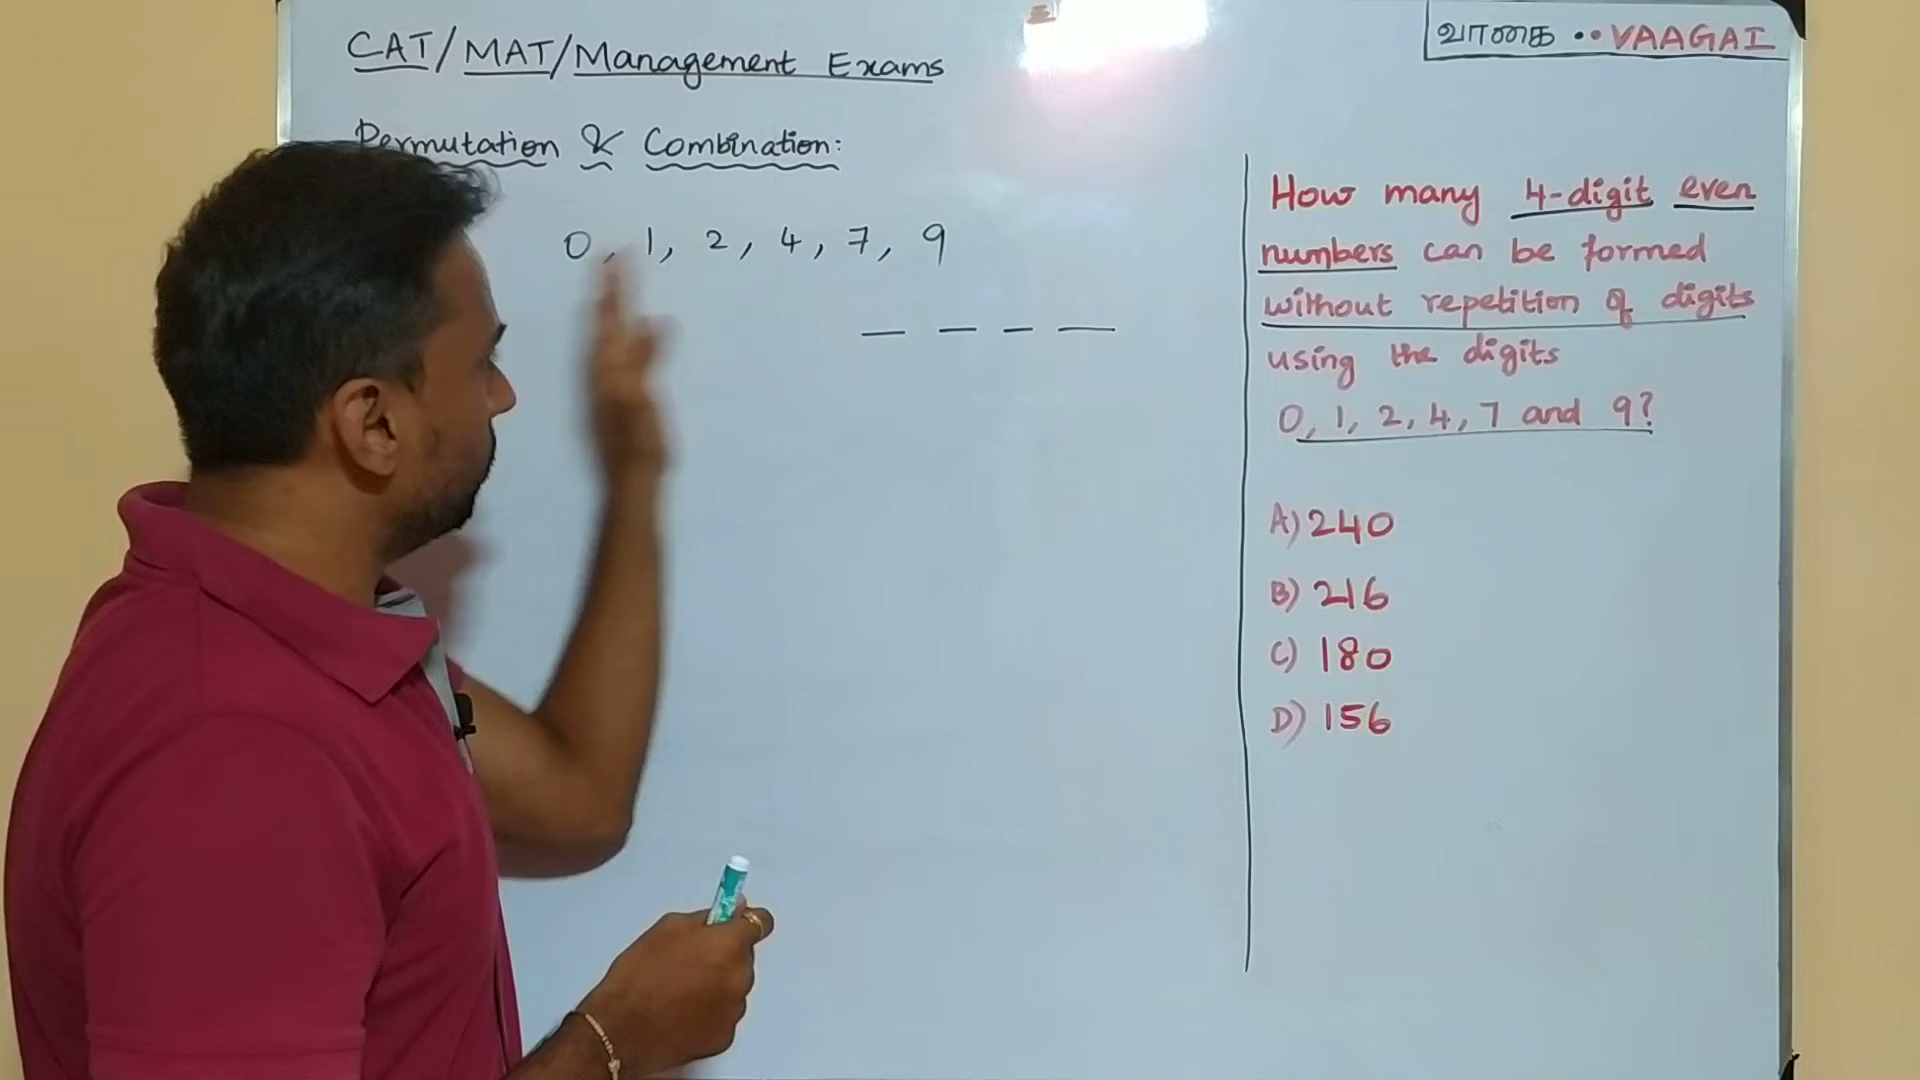 CAT/MAT/Management Exams
வாகை ..VAAGAI
Permutation & Combination:
0, 1, 2, 4, 7, 9
How many 4-digit even
numbers can be formed
without repetition of digits
using the digits
0, 1, 2, 4, 7 and 9?
A) 240
B) 216
C) 180
D) 156